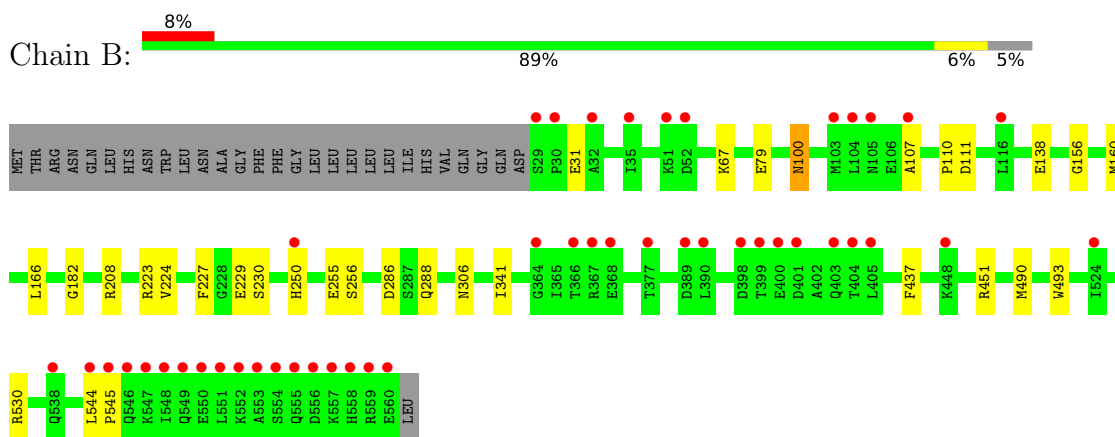 8%
Chain B:
89% 6% 5%
MET THR ARG ASN GLN LEU HIS ASN TRP LEU ASN ALA GLY PHE PHE GLY LEU LEU LEU LEU LEU ILE HIS VAL GLN GLY GLN ASP S29 P30 E31 A32 I35 K51 D52 K67 E79 N100 M103 L104 N105 E106 A107 P110 D111 L116 E138 G156 M160
L166 G182 R208 R223 V224 F227 G228 E229 S230 H250 E255 S256 D286 S287 Q288 N306 I341 G364 I365 T366 R367 E368 T377 D389 L390 D398 T399 E400 D401 A402 Q403 T404 L405 F437 K448 R451 M490 W493 I524
R530 Q538 L544 P545 Q546 K547 I548 Q549 E550 L551 K552 A553 S554 Q555 D556 K557 H558 R559 E560 LEU